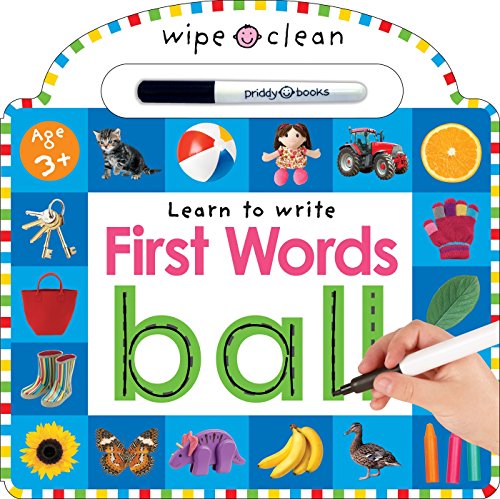 wipe clean
priddy books
Age
3+
Learn to write
First Words
ball